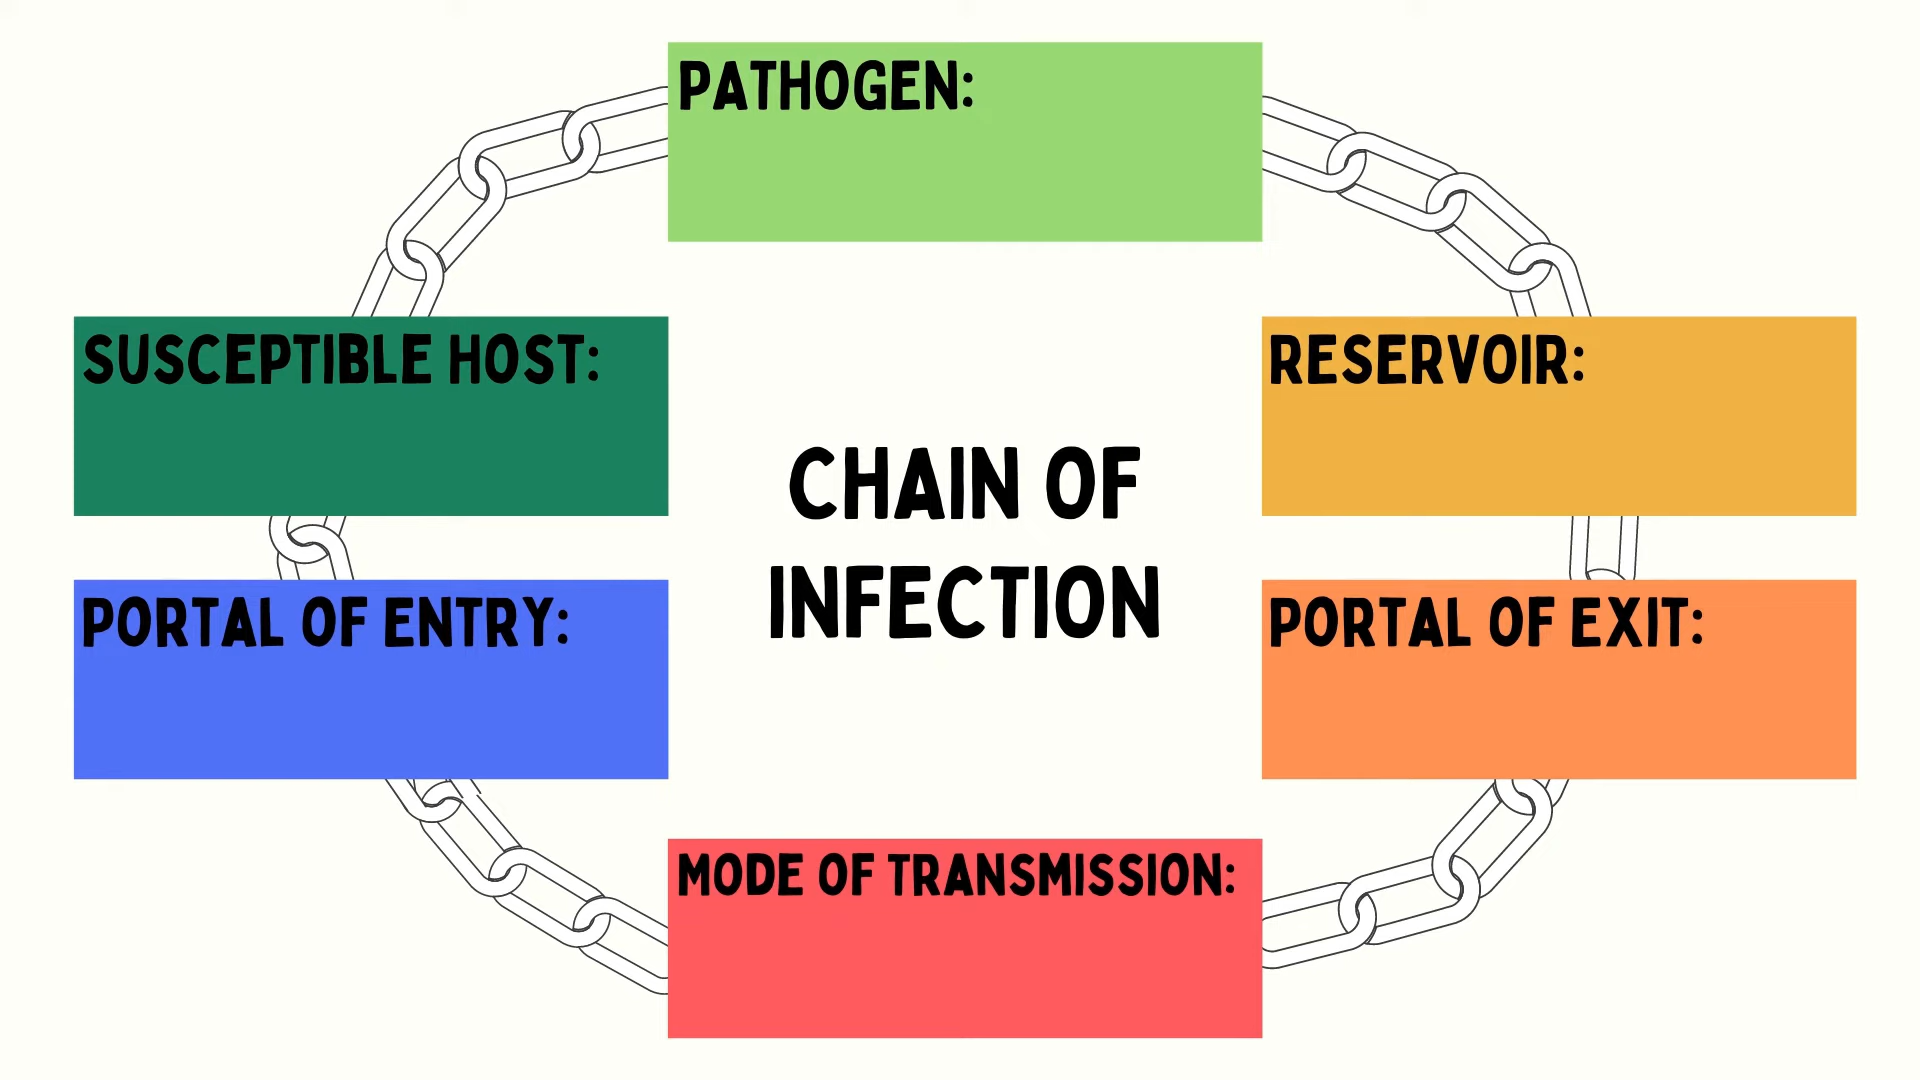 PATHOGEN:
SUSCEPTIBLE HOST:
RESERVOIR:
CHAIN OF
INFECTION
PORTAL OF ENTRY:
PORTAL OF EXIT:
MODE OF TRANSMISSION: